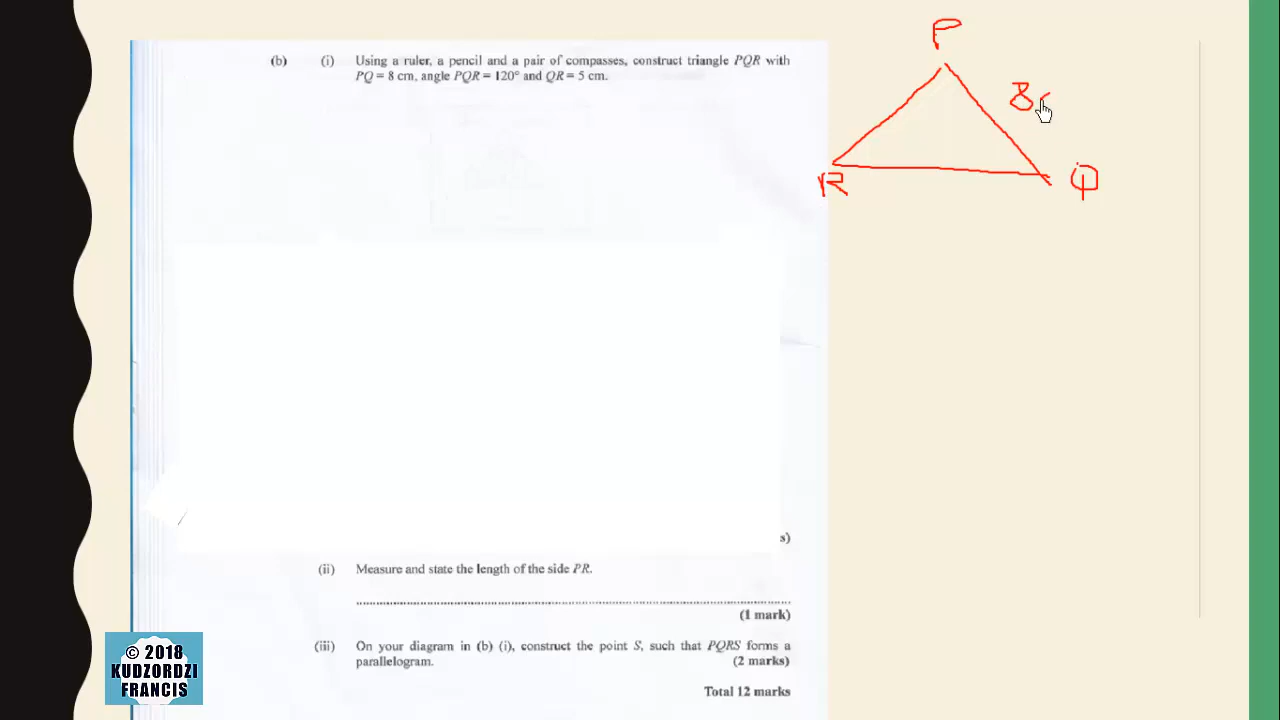 (b) (i) Using a ruler, a pencil and a pair of compasses, construct triangle PQR with
PQ = 8 cm, angle PQR = 120° and QR = 5 cm.
P
8
R
Q
s)
(ii) Measure and state the length of the side PR.
(1 mark)
(iii) On your diagram in (b) (i), construct the point S, such that PQRS forms a
parallelogram. (2 marks)
Total 12 marks
© 2018
KUDZORDZI
FRANCIS